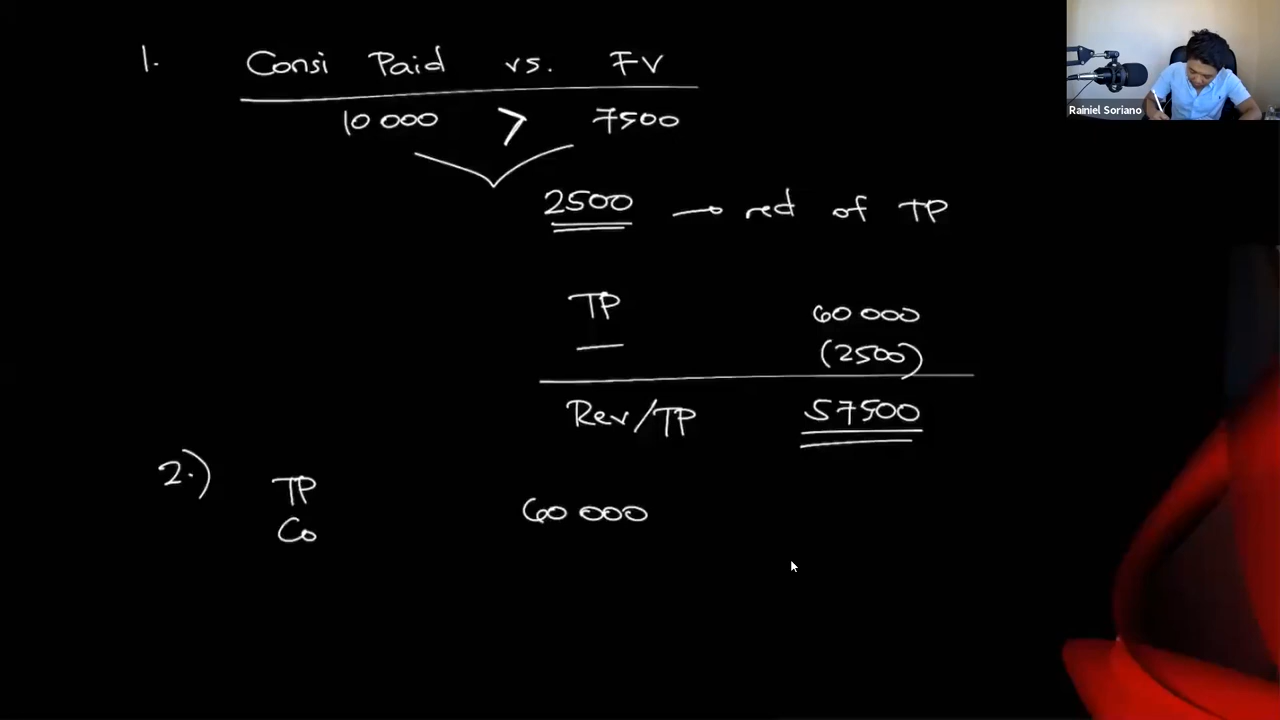 1. Consi Paid vs. FV
10 000 > 7500
Rainiel Soriano
2500 → red of TP
TP 60 000
(2500)
Rev/TP 57500
2.) TP 60 000
Co